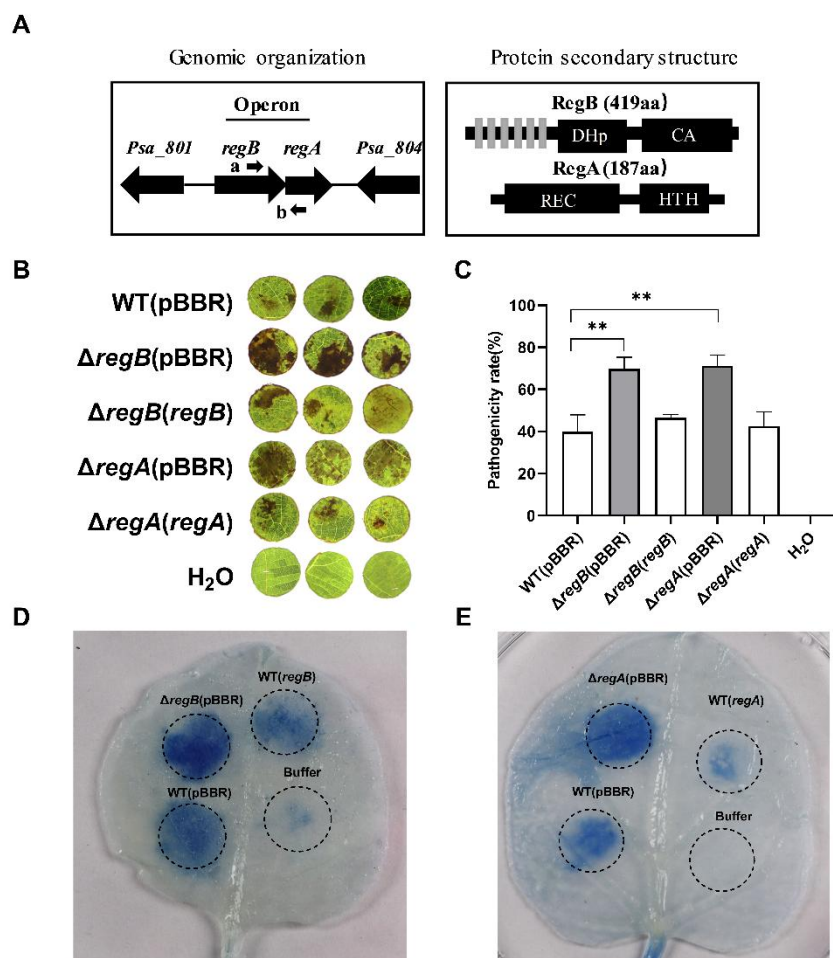 A
Genomic organization
Protein secondary structure
Operon
Psa_801 regB regA Psa_804
a
b
RegB (419aa)
DHp CA
RegA (187aa)
REC HTH
B
WT(pBBR)
ΔregB(pBBR)
ΔregB(regB)
ΔregA(pBBR)
ΔregA(regA)
H₂O
C
Pathogenicity rate(%)
100
80
60
40
20
0
**
**
WT(pBBR)
ΔregB(pBBR)
ΔregB(regB)
ΔregA(pBBR)
ΔregA(regA)
H₂O
D
ΔregB(pBBR)
WT(regB)
WT(pBBR)
Buffer
E
ΔregA(pBBR)
WT(regA)
WT(pBBR)
Buffer